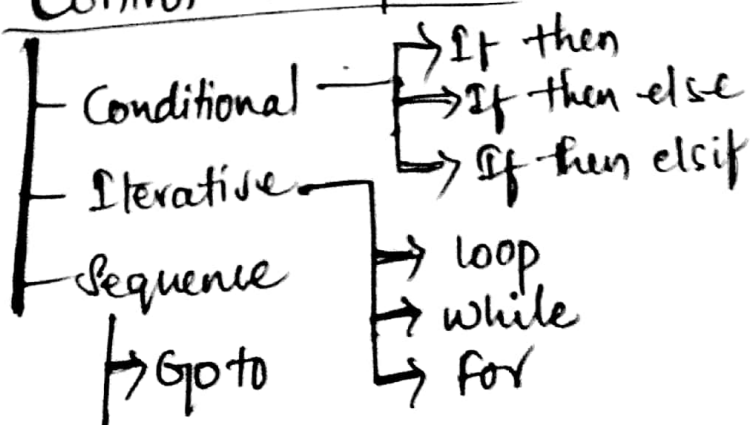 Conditional
If then
If then else
If then elsif
Iterative
loop
while
for
Sequence
Goto